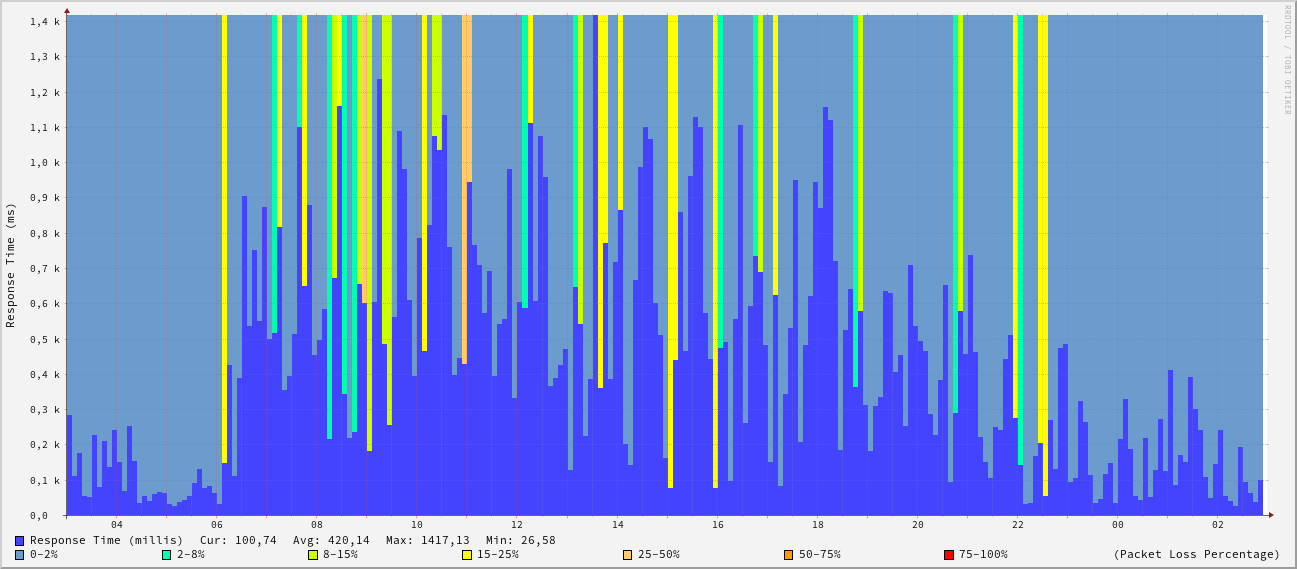 RRDTOOL / TOBI OETIKER
Response Time (ms)
1,4 k
1,3 k
1,2 k
1,1 k
1,0 k
0,9 k
0,8 k
0,7 k
0,6 k
0,5 k
0,4 k
0,3 k
0,2 k
0,1 k
0,0
04 06 08 10 12 14 16 18 20 22 00 02
Response Time (millis) Cur: 100,74 Avg: 420,14 Max: 1417,13 Min: 26,58
0-2% 2-8% 8-15% 15-25% 25-50% 50-75% 75-100% (Packet Loss Percentage)